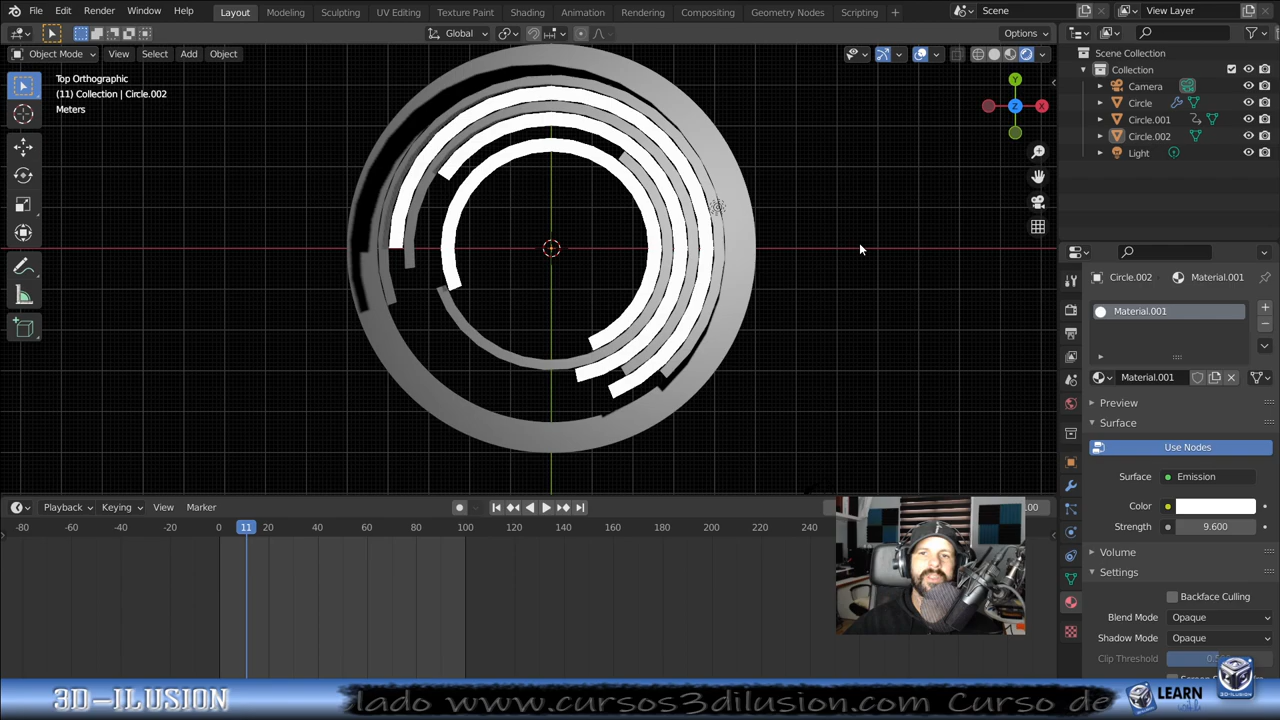 File Edit Render Window Help Layout Modeling Sculpting UV Editing Texture Paint Shading Animation Rendering Compositing Geometry Nodes Scripting + Scene View Layer
Global Options
Object Mode View Select Add Object
Top Orthographic
(11) Collection | Circle.002
Meters
Y
Z X
Scene Collection
Collection
Camera
Circle
Circle.001
Circle.002
Light
Circle.002 Material.001
Material.001
Material.001
Preview
Surface
Use Nodes
Surface Emission
Color
Strength 9.600
Volume
Settings
Backface Culling
Blend Mode Opaque
Shadow Mode Opaque
Clip Threshold
Playback Keying View Marker
-80 -60 -40 -20 0 11 20 40 60 80 100 120 140 160 180 200 220 240
3D-ILUSION
lado www.cursos3dilusion.com Curso de
LEARN